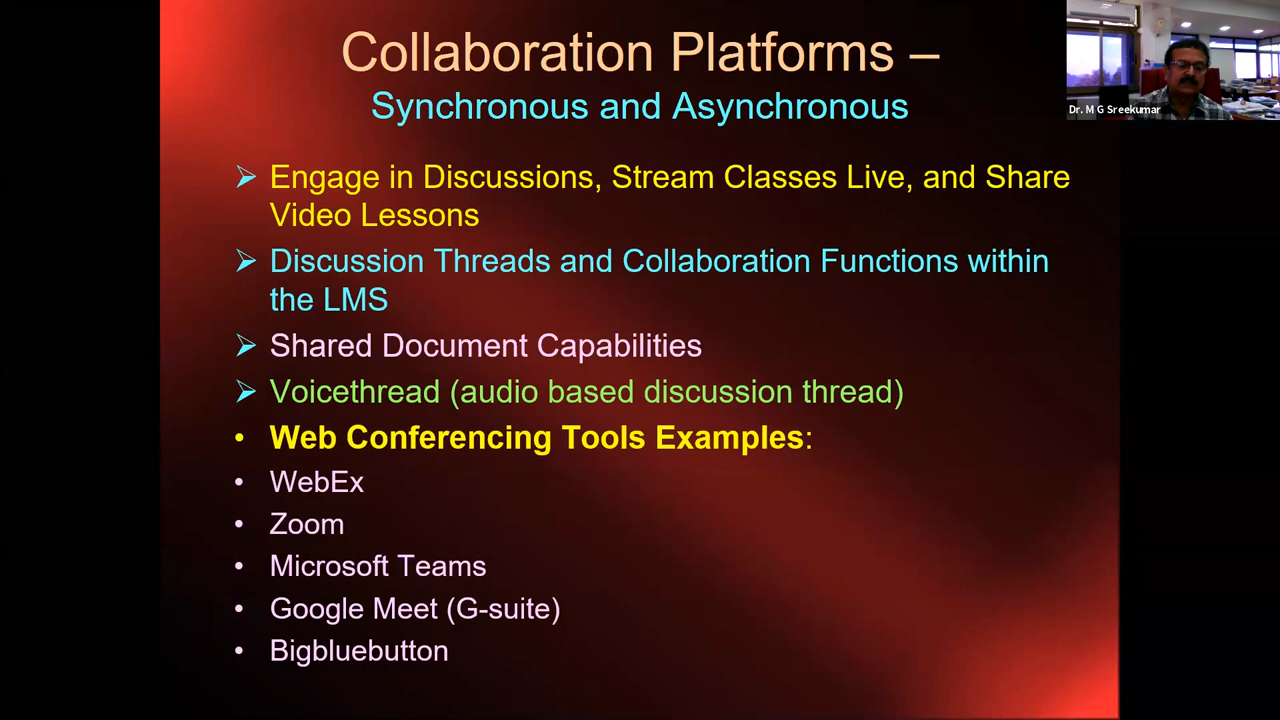 Collaboration Platforms –
Synchronous and Asynchronous
Dr. M G Sreekumar
➢ Engage in Discussions, Stream Classes Live, and Share
Video Lessons
➢ Discussion Threads and Collaboration Functions within
the LMS
➢ Shared Document Capabilities
➢ Voicethread (audio based discussion thread)
• Web Conferencing Tools Examples:
• WebEx
• Zoom
• Microsoft Teams
• Google Meet (G-suite)
• Bigbluebutton